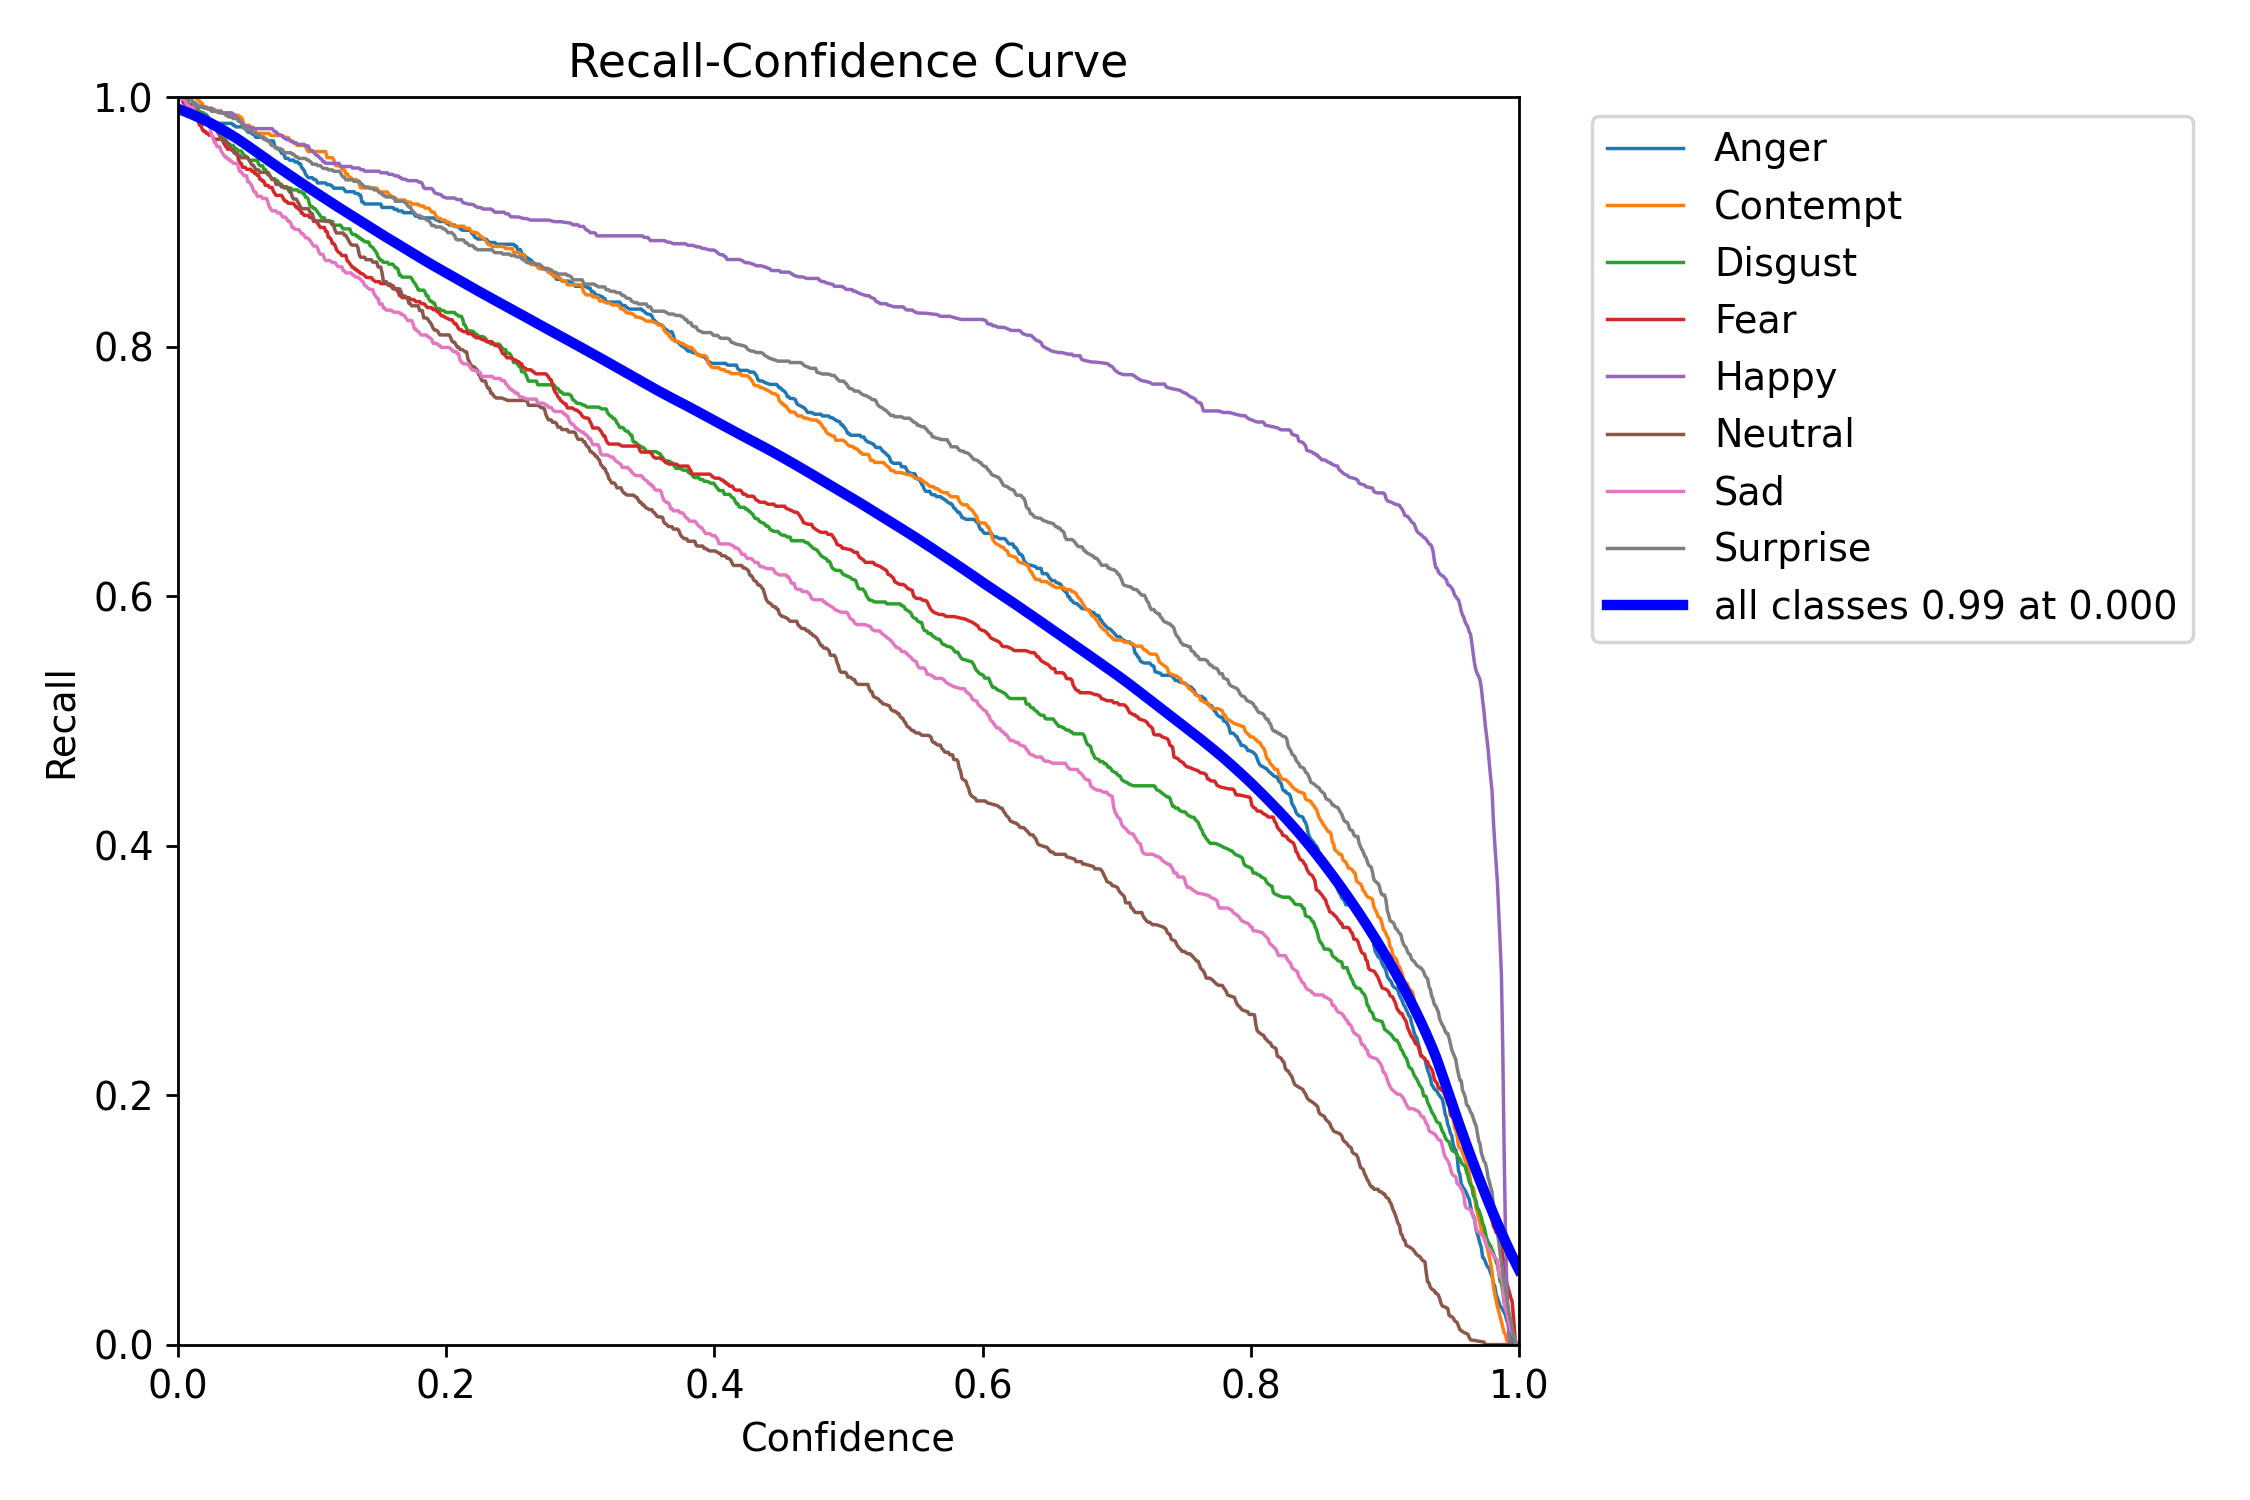 Recall-Confidence Curve
1.0
0.8
0.6
0.4
0.2
0.0
Recall
0.0 0.2 0.4 0.6 0.8 1.0
Confidence
Anger
Contempt
Disgust
Fear
Happy
Neutral
Sad
Surprise
all classes 0.99 at 0.000